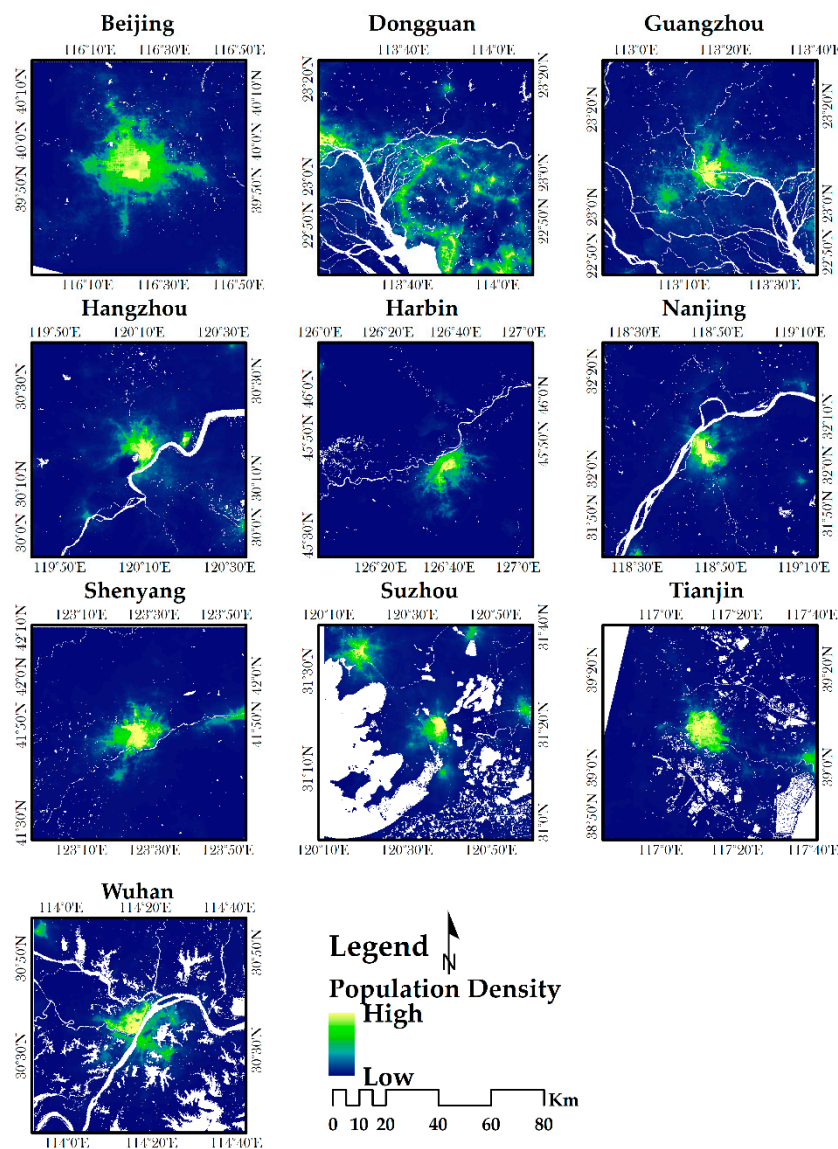 Beijing Dongguan Guangzhou
116°10'E 116°30'E 116°50'E 113°40'E 114°0'E 113°0'E 113°20'E 113°40'E
40°10'N 40°0'N 39°50'N 40°10'N 40°0'N 39°50'N
23°20'N 23°0'N 22°50'N 23°20'N 23°0'N 22°50'N
23°20'N 23°0'N 22°50'N 23°20'N 23°0'N 22°50'N
116°10'E 116°30'E 116°50'E 113°40'E 114°0'E 113°10'E 113°30'E
Hangzhou Harbin Nanjing
119°50'E 120°10'E 120°30'E 126°0'E 126°20'E 126°40'E 127°0'E 118°30'E 118°50'E 119°10'E
30°30'N 30°10'N 30°0'N 30°30'N 30°10'N 30°0'N
46°0'N 45°50'N 45°30'N 46°0'N 45°50'N
32°20'N 32°0'N 31°50'N 32°10'N 32°0'N 31°50'N
119°50'E 120°10'E 120°30'E 126°20'E 126°40'E 127°0'E 118°30'E 118°50'E 119°10'E
Shenyang Suzhou Tianjin
123°10'E 123°30'E 123°50'E 120°10'E 120°30'E 120°50'E 117°0'E 117°20'E 117°40'E
42°10'N 42°0'N 41°50'N 41°30'N 42°0'N 41°50'N
31°30'N 31°10'N 31°40'N 31°20'N 31°0'N
39°20'N 39°0'N 38°50'N 39°20'N 39°0'N
123°10'E 123°30'E 123°50'E 120°10'E 120°30'E 120°50'E 117°0'E 117°20'E 117°40'E
Wuhan
114°0'E 114°20'E 114°40'E
30°50'N 30°30'N 30°50'N 30°30'N
114°0'E 114°20'E 114°40'E
Legend
N
Population Density
High
Low
Km
0 10 20 40 60 80